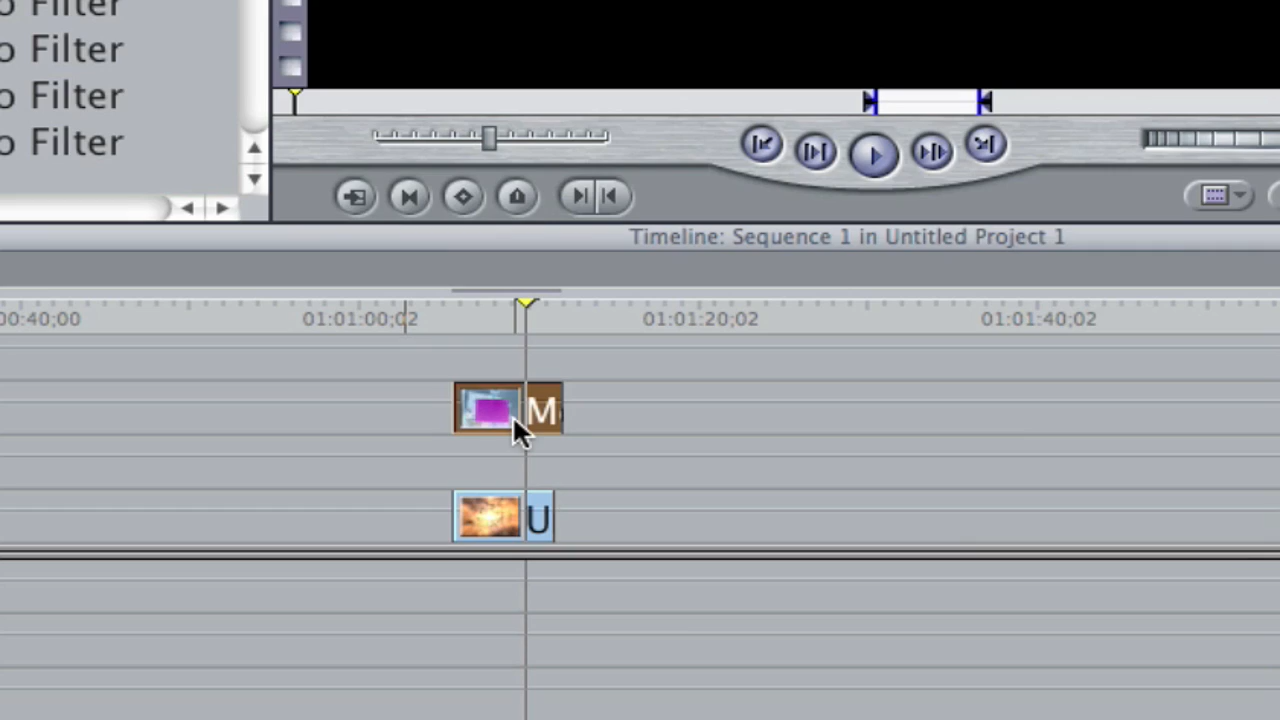 o Filter
o Filter
o Filter
o Filter
Timeline: Sequence 1 in Untitled Project 1
00:40;00 01:01:00;02 01:01:20;02 01:01:40;02
M
U